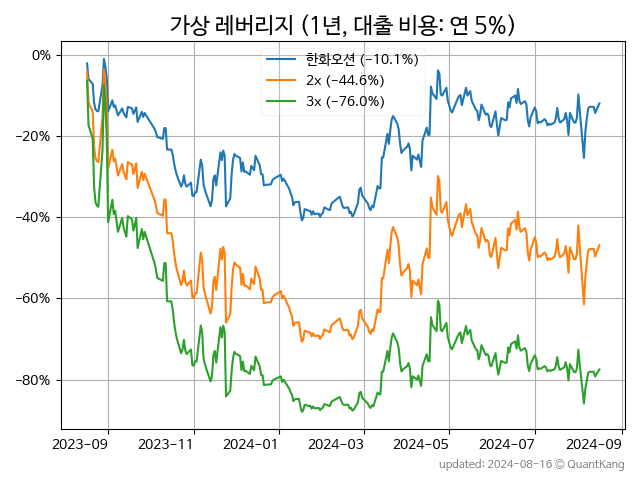 가상 레버리지 (1년, 대출 비용: 연 5%)
한화오션 (−10.1%)
2x (−44.6%)
3x (−76.0%)
0%
−20%
−40%
−60%
−80%
2023-09 2023-11 2024-01 2024-03 2024-05 2024-07 2024-09
updated: 2024-08-16 © QuantKang